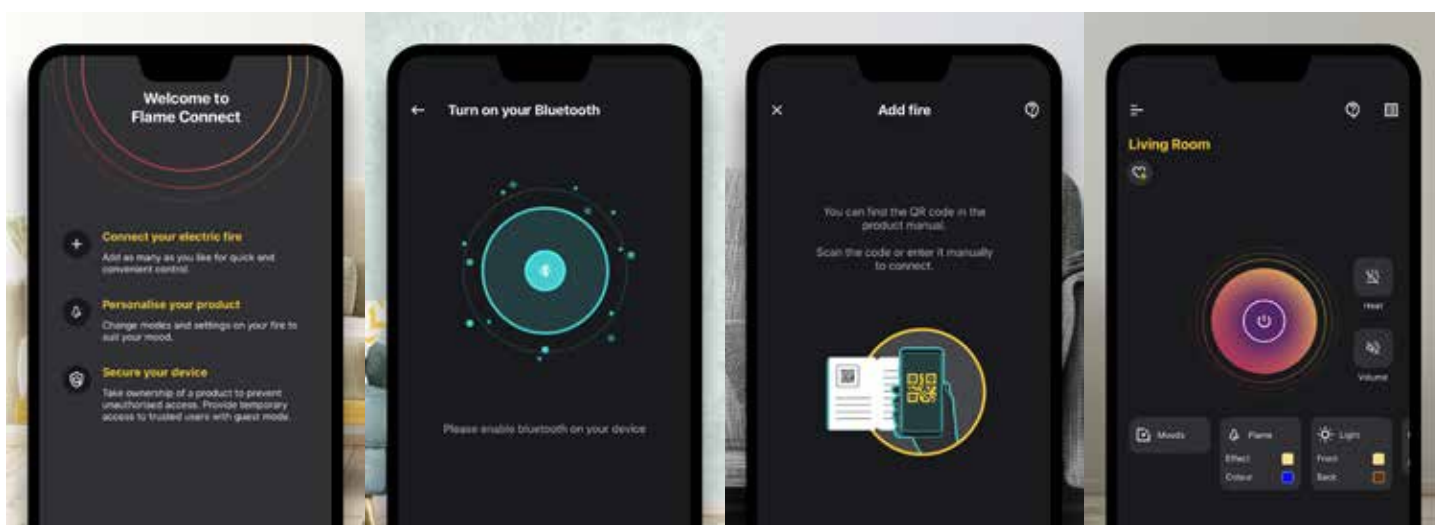 Welcome to
Flame Connect
Connect your electric fire
Add as many as you like for quick and
convenient control.
Personalise your product
Change modes and settings on your fire to
suit your mood.
Secure your device
Take ownership of a product to prevent
unauthorised access. Provide temporary
access to trusted users with guest mode.
Turn on your Bluetooth
Please enable bluetooth on your device
Add fire
You can find the QR code in the
product manual.
Scan the code or enter it manually
to connect.
Living Room
Heat
Volume
Moods
Flame
Effect
Colour
Light
Front
Back